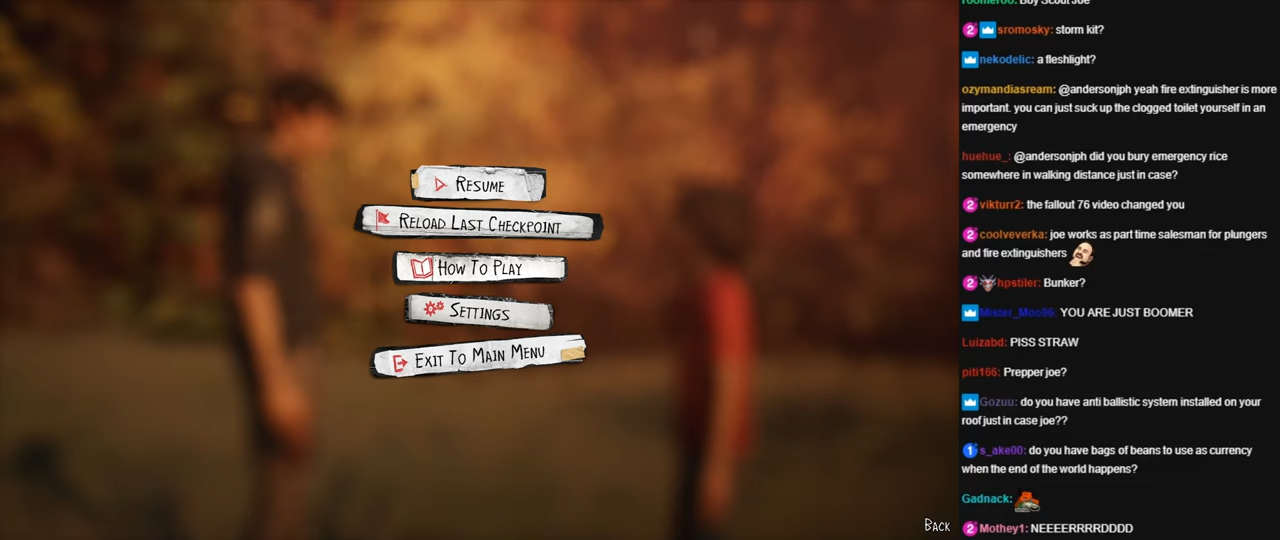 RESUME
RELOAD LAST CHECKPOINT
HOW TO PLAY
SETTINGS
EXIT TO MAIN MENU
BACK
roomeroo: Boy Scout Joe
2 sromosky: storm kit?
nekodelic: a fleshlight?
ozymandiasream: @andersonjph yeah fire extinguisher is more
important. you can just suck up the clogged toilet yourself in an
emergency
huehue_: @andersonjph did you bury emergency rice
somewhere in walking distance just in case?
2 vikturr2: the fallout 76 video changed you
2 coolveverka: joe works as part time salesman for plungers
and fire extinguishers
2 hpstiler: Bunker?
Mister_Moo96: YOU ARE JUST BOOMER
Luizabd: PISS STRAW
piti166: Prepper joe?
Gozuu: do you have anti ballistic system installed on your
roof just in case joe??
1 s_ake00: do you have bags of beans to use as currency
when the end of the world happens?
Gadnack:
2 Mothey1: NEEEERRRRDDDD